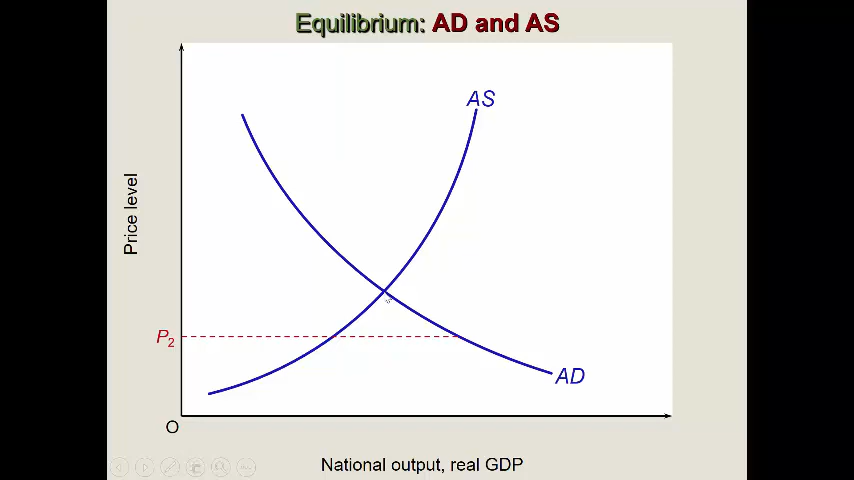 Equilibrium: AD and AS
AS
Price level
P2
AD
O
National output, real GDP